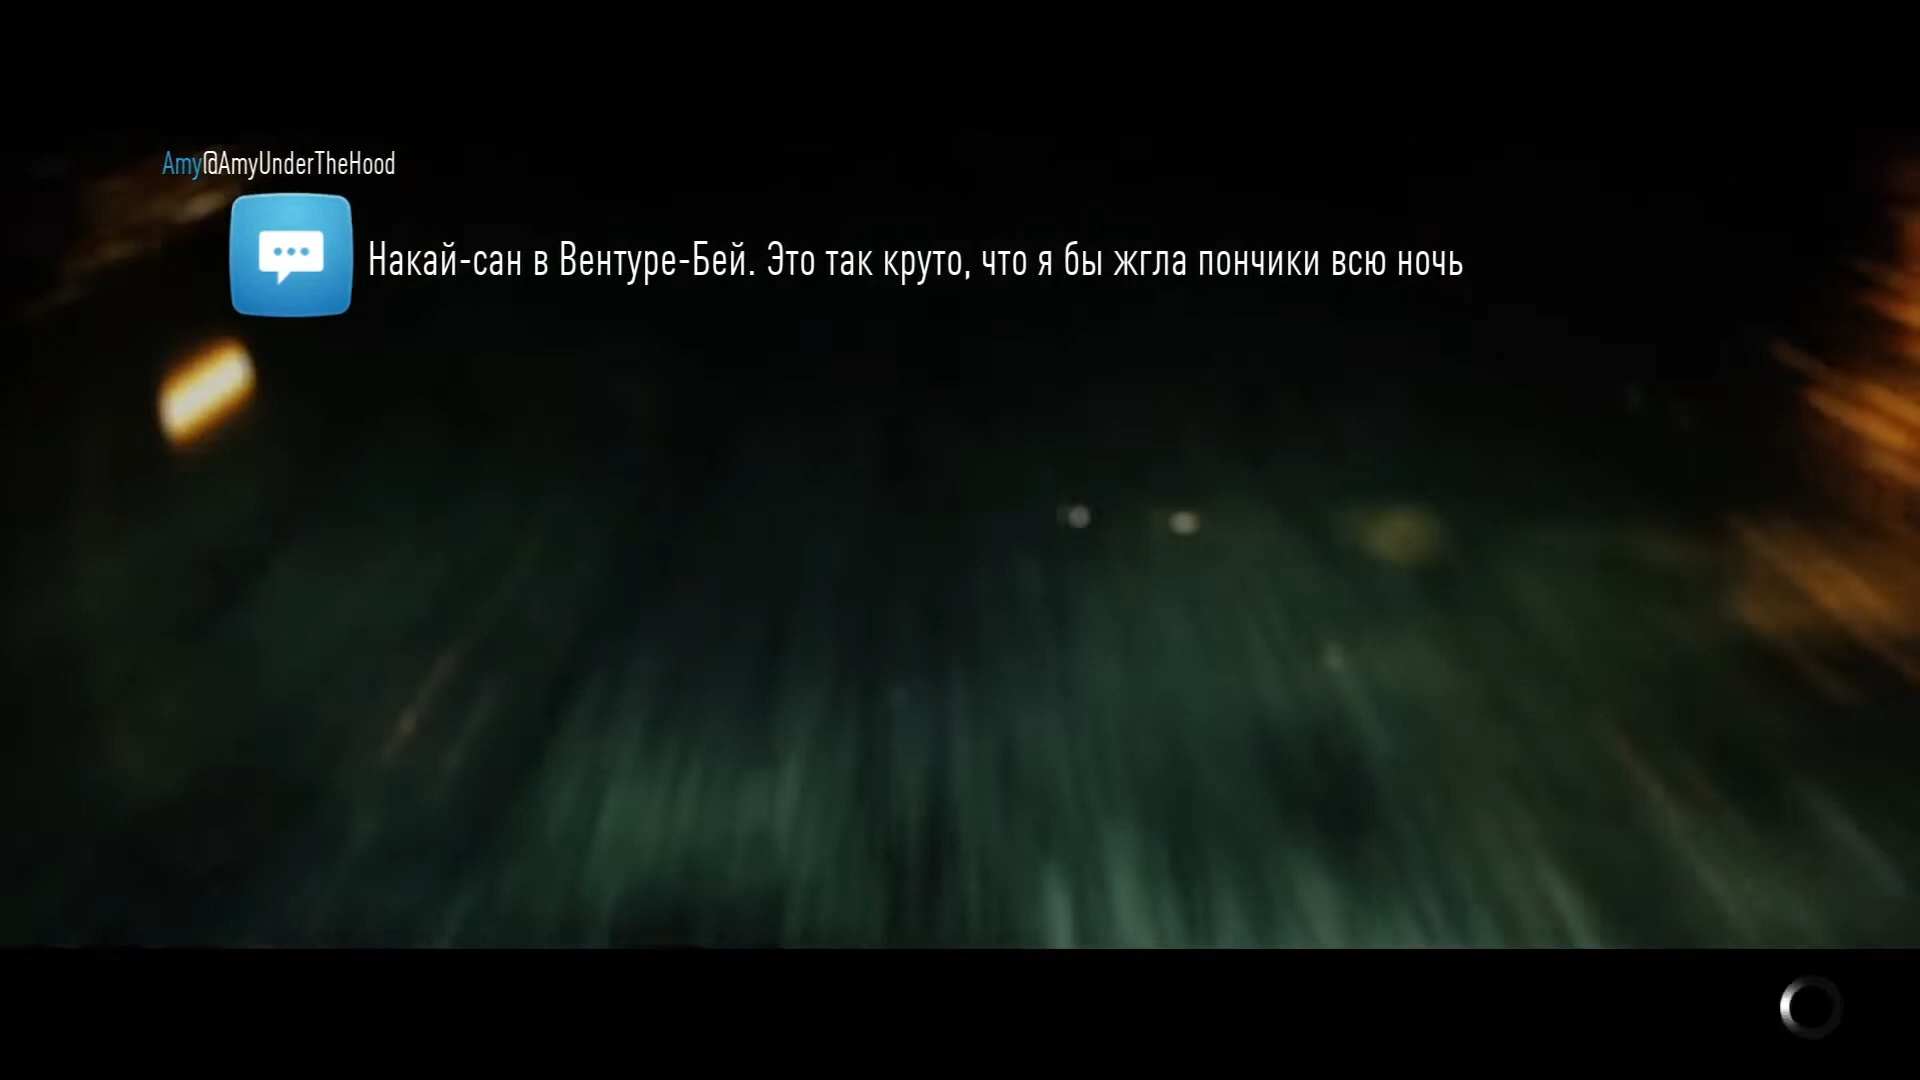 Amy@AmyUnderTheHood
Накай-сан в Вентуре-Бей. Это так круто, что я бы жгла пончики всю ночь